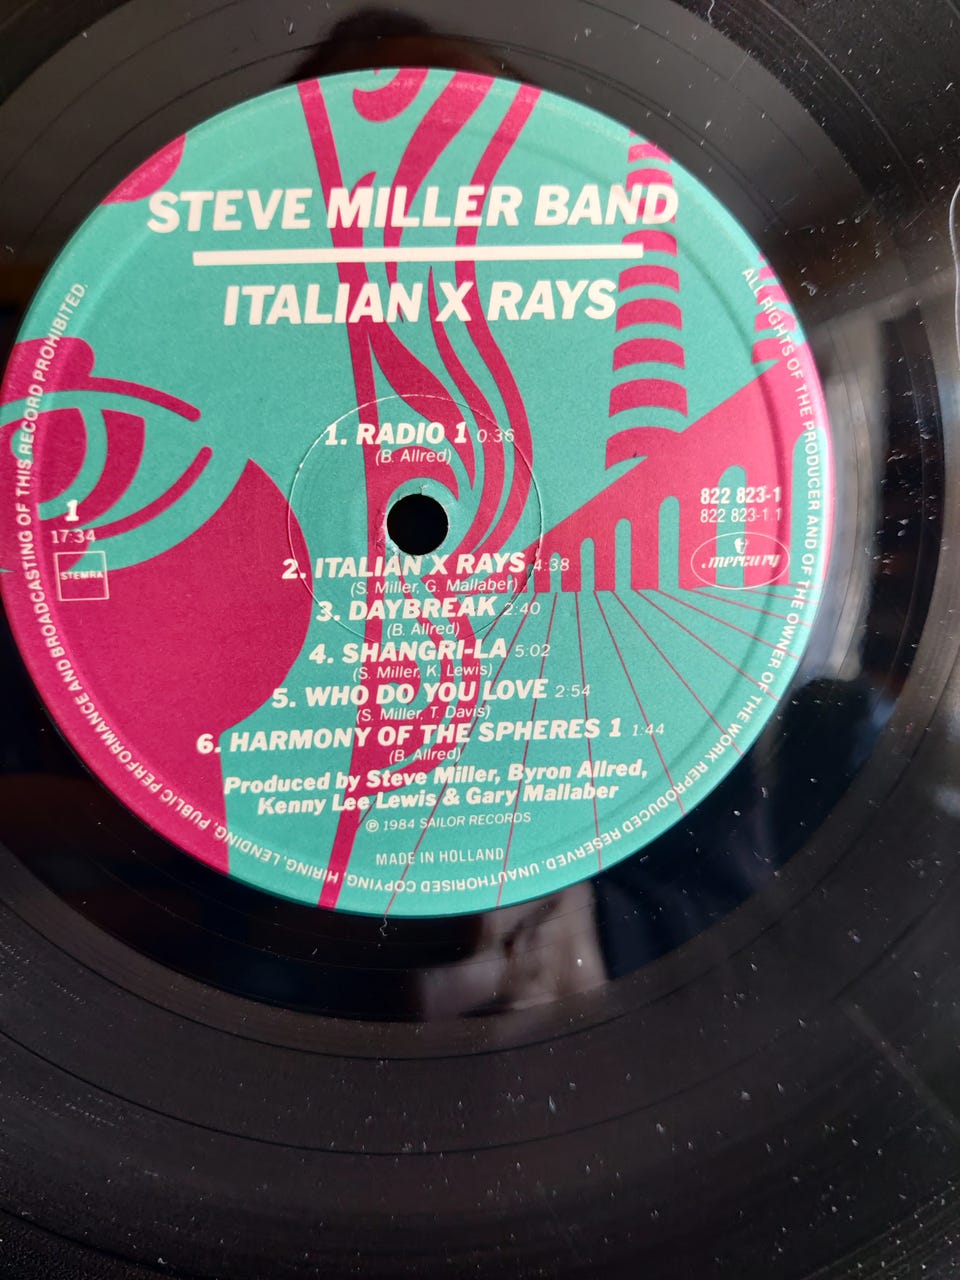 STEVE MILLER BAND
ITALIAN X RAYS
1. RADIO 1 0:36
(B. Allred)
1
17:34
STEMRA
822 823-1
822 823-1.1
mercury
2. ITALIAN X RAYS 4:38
(S. Miller, G. Mallaber)
3. DAYBREAK 2:40
(B. Allred)
4. SHANGRI-LA 5:02
(S. Miller, K. Lewis)
5. WHO DO YOU LOVE 2:54
(S. Miller, T. Davis)
6. HARMONY OF THE SPHERES 1 1:44
(B. Allred)
Produced by Steve Miller, Byron Allred,
Kenny Lee Lewis & Gary Mallaber
℗ 1984 SAILOR RECORDS
MADE IN HOLLAND
ALL RIGHTS OF THE PRODUCER AND OF THE OWNER OF THE WORK REPRODUCED RESERVED. UNAUTHORISED COPYING, HIRING, LENDING, PUBLIC PERFORMANCE AND BROADCASTING OF THIS RECORD PROHIBITED.